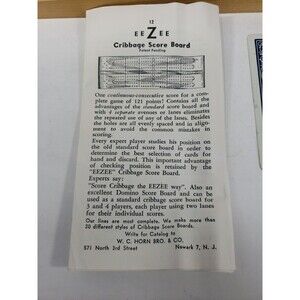 12
EEZEE
Cribbage Score Board
Patent Pending
One continuous-consecutive score for a com-
plete game of 121 points! Contains all the
advantages of the standard score board and
with 4 separate avenues or lanes eliminates
the repeated use of any of the lanes. Besides
the holes are all evenly spaced and in align-
ment to avoid the common mistakes in
scoring.
Every expert player studies his position on
the old standard score board in order to
determine the best selection of cards for
hand and discard. This important advantage
of checking position is retained by the
"EEZEE" Cribbage Board.
Experts say:
"Score Cribbage the EEZEE way". Also an
excellent Domino Score Board and can be
used as a standard cribbage score board for
3 and 4 players, each player using two lanes
for their individual scores.
Our lines are most complete. We make more than
30 different styles of Cribbage Score Boards.
Write for Catalog to
W. C. HORN BRO. & CO.
571 North 3rd Street Newark 7, N. J.